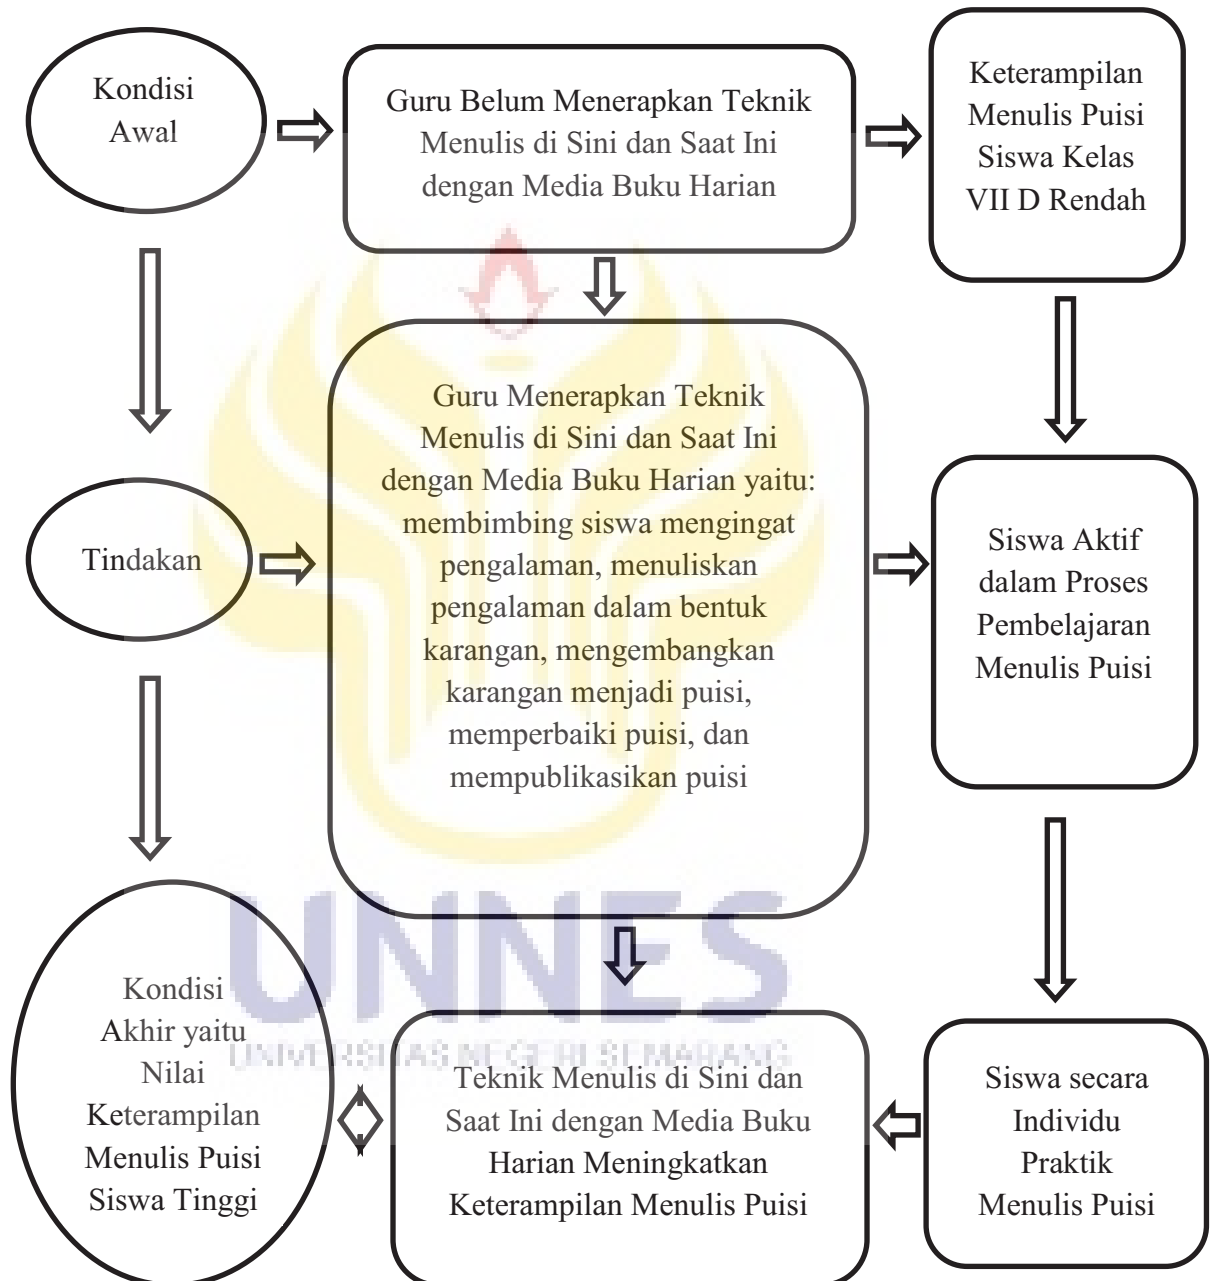 Kondisi
Awal
Guru Belum Menerapkan Teknik
Menulis di Sini dan Saat Ini
dengan Media Buku Harian
Keterampilan
Menulis Puisi
Siswa Kelas
VII D Rendah
Tindakan
Guru Menerapkan Teknik
Menulis di Sini dan Saat Ini
dengan Media Buku Harian yaitu:
membimbing siswa mengingat
pengalaman, menuliskan
pengalaman dalam bentuk
karangan, mengembangkan
karangan menjadi puisi,
memperbaiki puisi, dan
mempublikasikan puisi
Siswa Aktif
dalam Proses
Pembelajaran
Menulis Puisi
UNNES
UNIVERSITAS NEGERI SEMARANG
Kondisi
Akhir yaitu
Nilai
Keterampilan
Menulis Puisi
Siswa Tinggi
Teknik Menulis di Sini dan
Saat Ini dengan Media Buku
Harian Meningkatkan
Keterampilan Menulis Puisi
Siswa secara
Individu
Praktik
Menulis Puisi